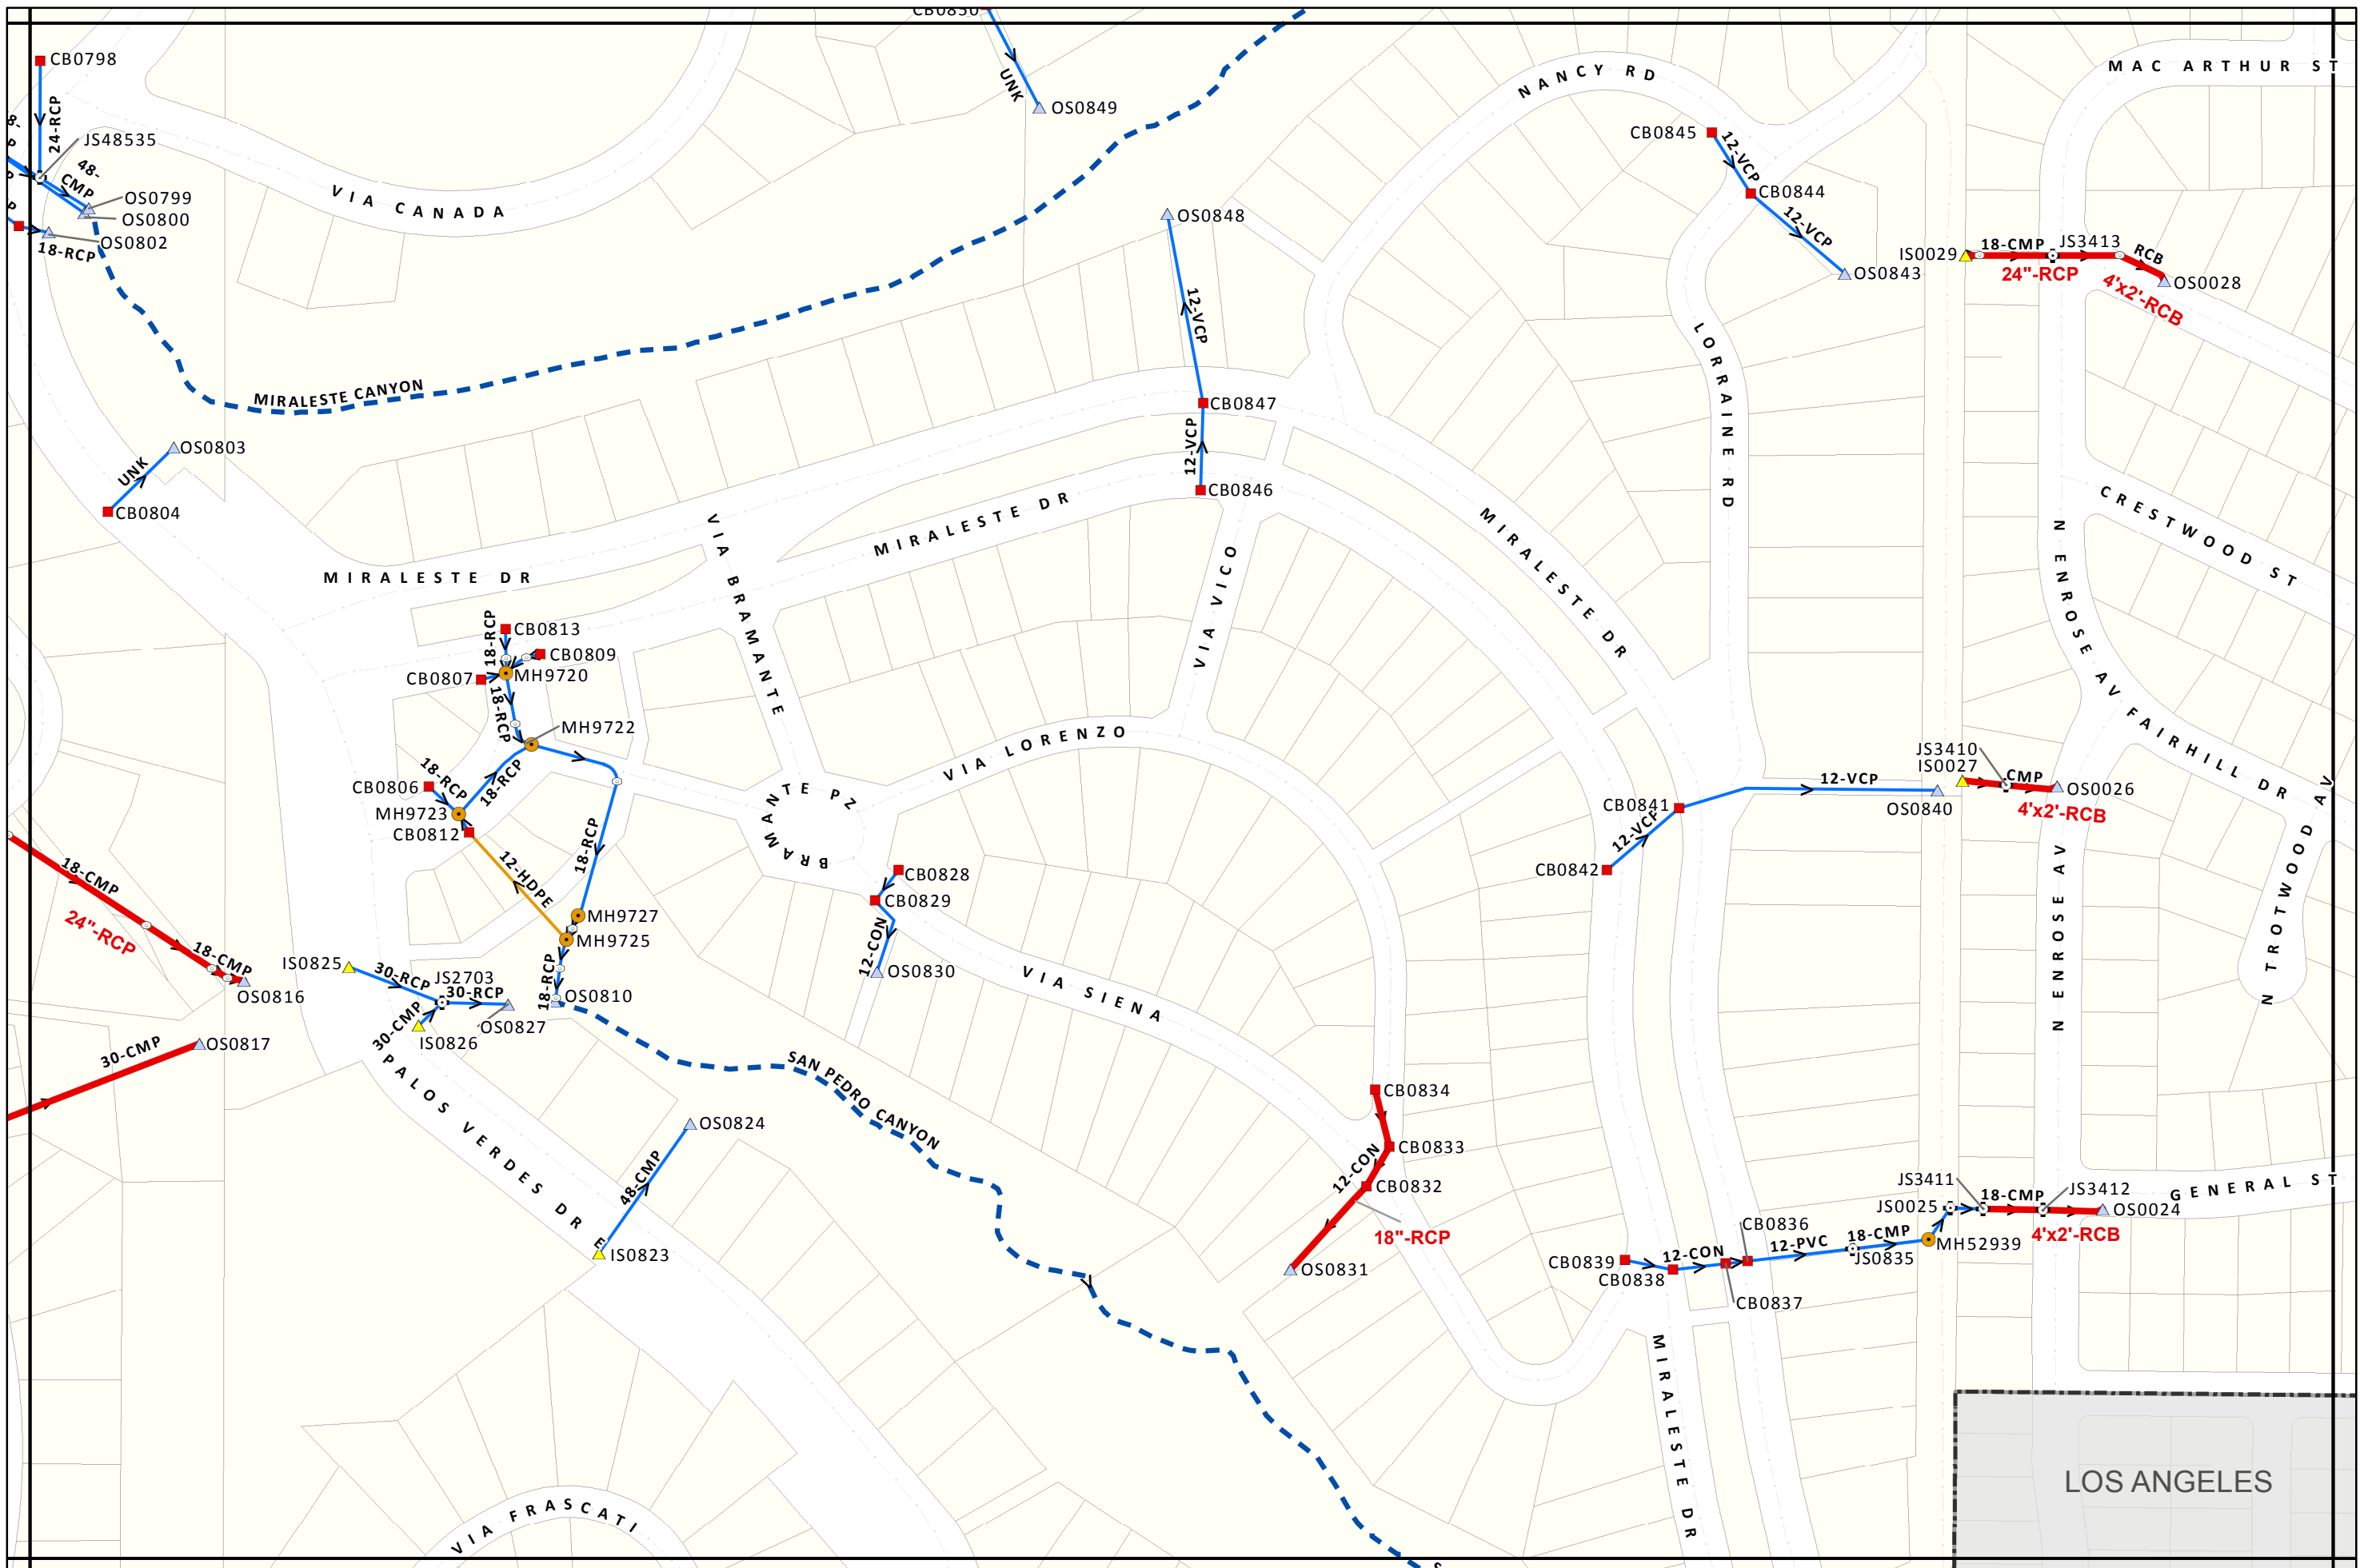 CB0850
CB0798
24-RCP
JS48535
48-
CMP
OS0799
OS0800
OS0802
18-RCP
8-
P
P
P
VIA CANADA
UNK
OS0849
NANCY RD
MAC ARTHUR ST
CB0845
12-VCP
CB0844
12-VCP
OS0843
OS0848
12-VCP
CB0847
12-VCP
CB0846
IS0029
18-CMP
JS3413
RCB
24"-RCP
4'x2'-RCB
OS0028
LORRAINE RD
MIRALESTE CANYON
OS0803
UNK
CB0804
MIRALESTE DR
MIRALESTE DR
MIRALESTE DR
VIA BRAMANTE
VIA VICO
CRESTWOOD ST
N ENROSE AV
FAIRHILL DR
N TROTWOOD AV
N ENROSE AV
18-RCP
CB0813
CB0809
CB0807
MH9720
18-RCP
MH9722
18-RCP
CB0806
18-RCP
MH9723
CB0812
12-HDPE
18-RCP
MH9727
MH9725
18-RCP
OS0810
BRAMANTE PZ
VIA LORENZO
CB0828
CB0829
12-CON
OS0830
VIA SIENA
JS3410
IS0027
CMP
OS0026
4'x2'-RCB
12-VCP
OS0840
CB0841
12-VCP
CB0842
18-CMP
24"-RCP
18-CMP
OS0816
IS0825
30-RCP
JS2703
30-RCP
OS0827
30-CMP
IS0826
30-CMP
OS0817
PALOS VERDES DR E
SAN PEDRO CANYON
OS0824
48-CMP
IS0823
CB0834
CB0833
12-CON
CB0832
18"-RCP
OS0831
JS3411
18-CMP
JS3412
JS0025
OS0024
4'x2'-RCB
GENERAL ST
CB0836
CB0839
12-CON
12-PVC
18-CMP
MH52939
CB0838
JS0835
CB0837
MIRALESTE DR
VIA FRASCATI
LOS ANGELES